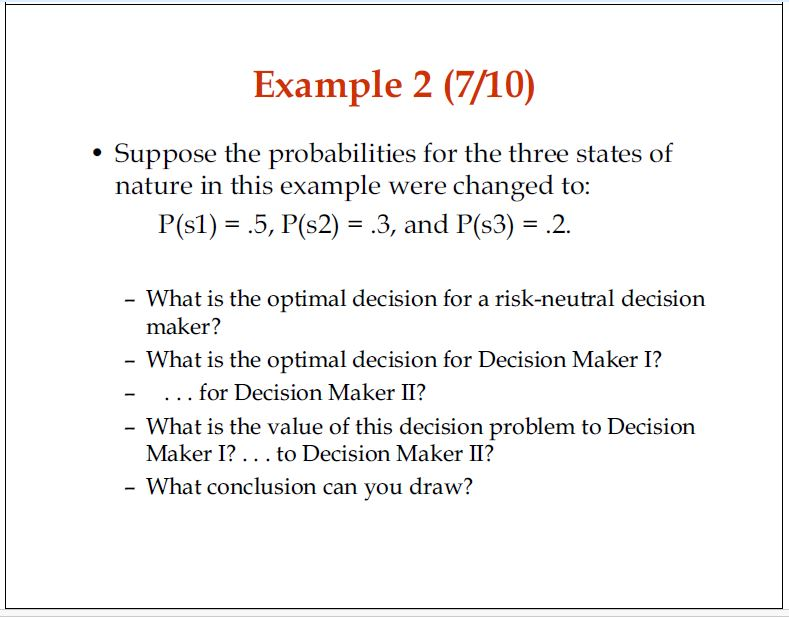 Example 2 (7/10)
• Suppose the probabilities for the three states of
nature in this example were changed to:
P(s1) = .5, P(s2) = .3, and P(s3) = .2.
– What is the optimal decision for a risk-neutral decision
maker?
– What is the optimal decision for Decision Maker I?
– . . . for Decision Maker II?
– What is the value of this decision problem to Decision
Maker I? . . . to Decision Maker II?
– What conclusion can you draw?